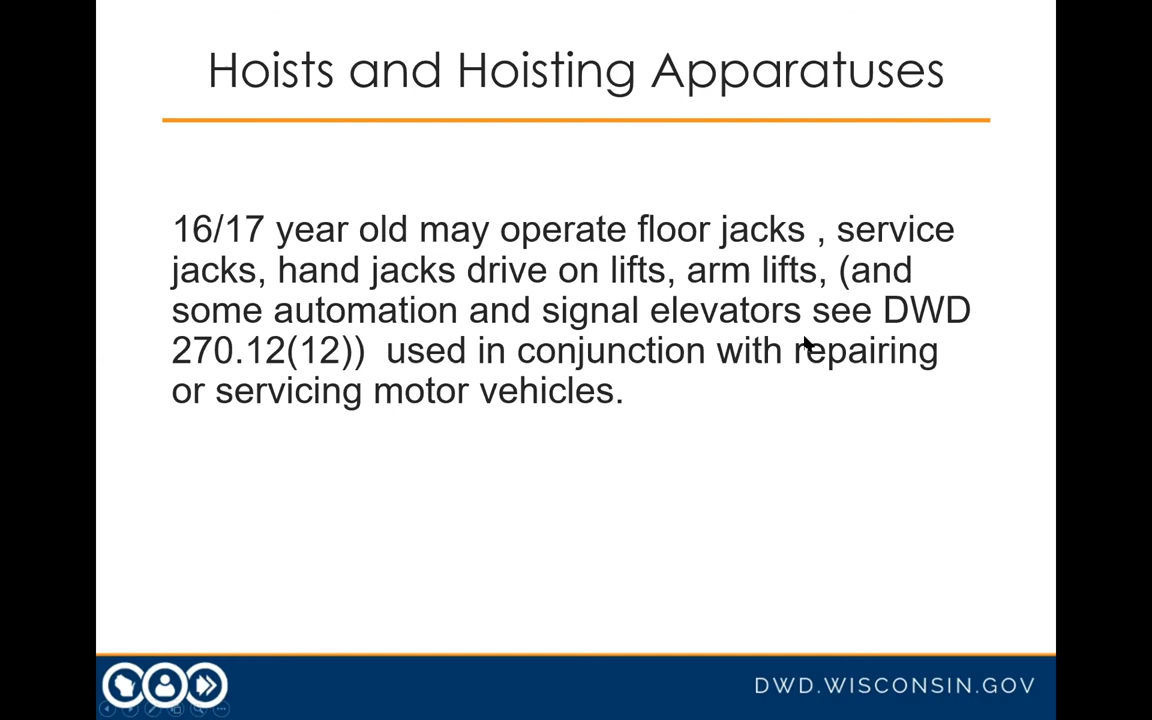 Hoists and Hoisting Apparatuses
16/17 year old may operate floor jacks , service
jacks, hand jacks drive on lifts, arm lifts, (and
some automation and signal elevators see DWD
270.12(12))  used in conjunction with repairing
or servicing motor vehicles.
DWD.WISCONSIN.GOV